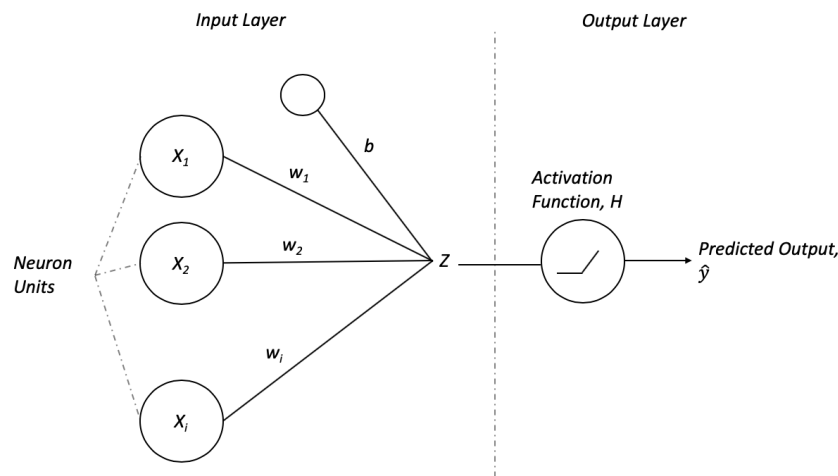 Input Layer
Output Layer
b
X₁
w₁
Activation
Function, H
X₂
w₂
Z
Neuron
Units
Predicted Output,
ŷ
wᵢ
Xᵢ